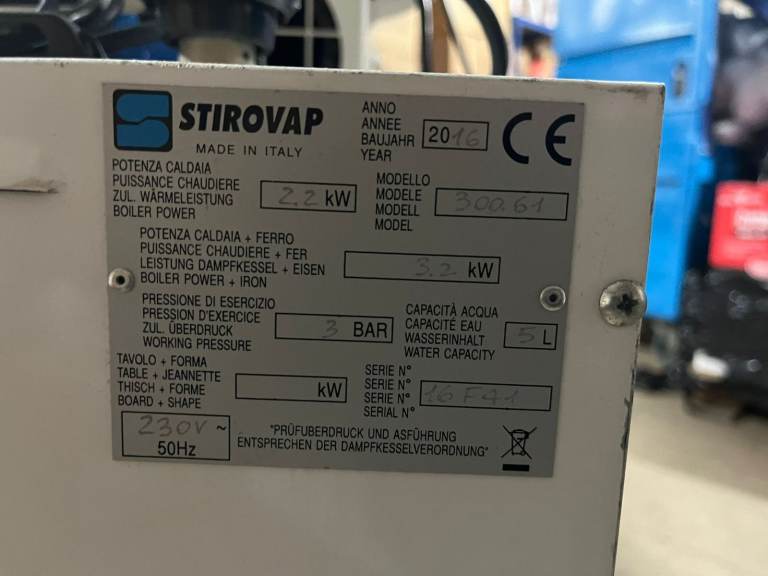 STIROVAP
MADE IN ITALY
ANNO
ANNEE
BAUJAHR
YEAR
2016
CE
POTENZA CALDAIA
PUISSANCE CHAUDIERE
ZUL. WÄRMELEISTUNG
BOILER POWER
2.2 kW
MODELLO
MODELE
MODELL
MODEL
300.61
POTENZA CALDAIA + FERRO
PUISSANCE CHAUDIERE + FER
LEISTUNG DAMPFKESSEL + EISEN
BOILER POWER + IRON
3.2 kW
PRESSIONE DI ESERCIZIO
PRESSION D'EXERCICE
ZUL. ÜBERDRUCK
WORKING PRESSURE
3 BAR
CAPACITÀ ACQUA
CAPACITÉ EAU
WASSERINHALT
WATER CAPACITY
5 L
TAVOLO + FORMA
TABLE + JEANNETTE
THISCH + FORME
BOARD + SHAPE
kW
SERIE N°
SERIE N°
SERIE N°
SERIAL N°
230V ~
50Hz
"PRÜFUBERDRUCK UND ASFÜHRUNG
ENTSPRECHEN DER DAMPFKESSELVERORDNUNG"